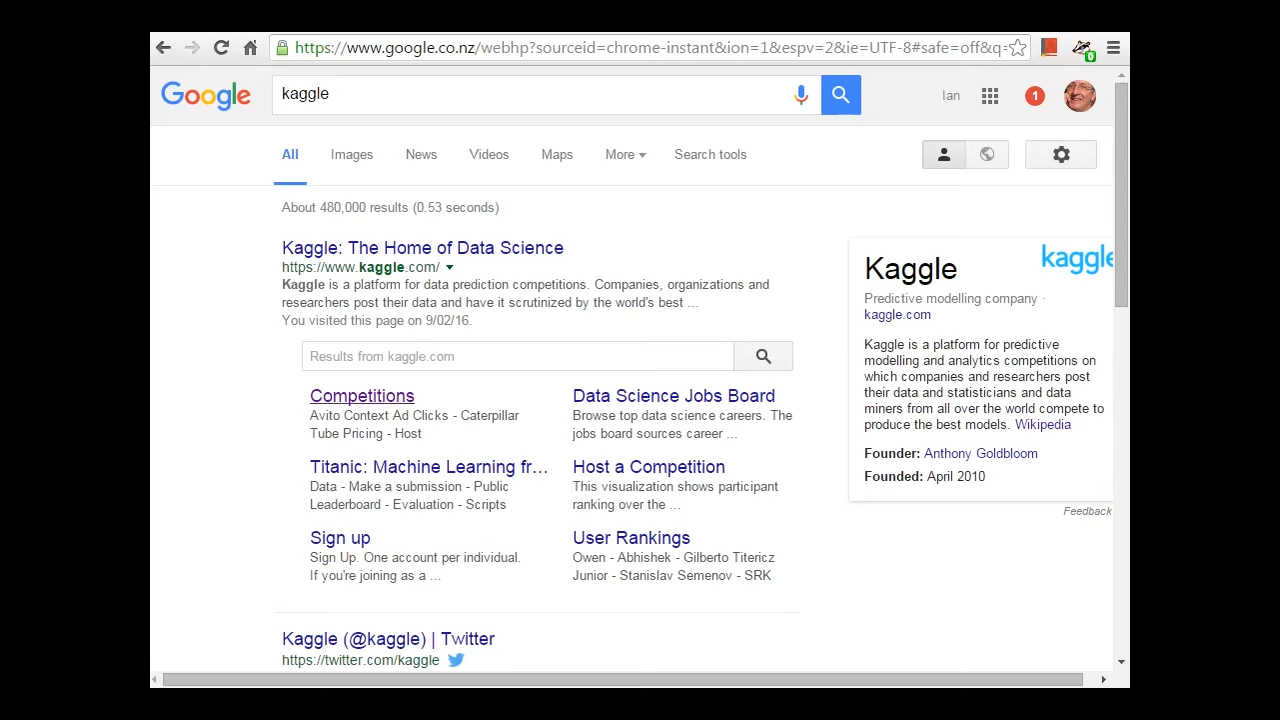 https://www.google.co.nz/webhp?sourceid=chrome-instant&ion=1&espv=2&ie=UTF-8#safe=off&q-
0
Google
kaggle
Ian
1
All Images News Videos Maps More Search tools
About 480,000 results (0.53 seconds)
Kaggle: The Home of Data Science
https://www.kaggle.com/
Kaggle is a platform for data prediction competitions. Companies, organizations and
researchers post their data and have it scrutinized by the world's best ...
You visited this page on 9/02/16.
Results from kaggle.com
Competitions
Avito Context Ad Clicks - Caterpillar
Tube Pricing - Host
Data Science Jobs Board
Browse top data science careers. The
jobs board sources career ...
Titanic: Machine Learning fr...
Data - Make a submission - Public
Leaderboard - Evaluation - Scripts
Host a Competition
This visualization shows participant
ranking over the ...
Sign up
Sign Up. One account per individual.
If you're joining as a ...
User Rankings
Owen - Abhishek - Gilberto Titericz
Junior - Stanislav Semenov - SRK
Kaggle (@kaggle) | Twitter
https://twitter.com/kaggle
kaggle
Kaggle
Predictive modelling company ·
kaggle.com
Kaggle is a platform for predictive
modelling and analytics competitions on
which companies and researchers post
their data and statisticians and data
miners from all over the world compete to
produce the best models. Wikipedia
Founder: Anthony Goldbloom
Founded: April 2010
Feedback